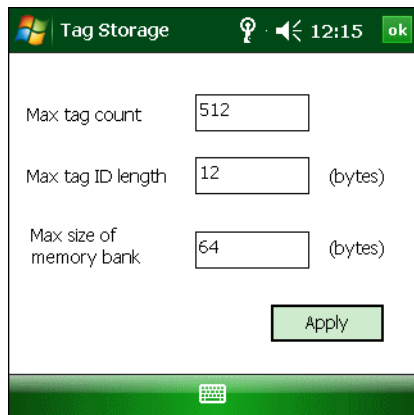 Tag Storage 12:15 ok
Max tag count 512
Max tag ID length 12 (bytes)
Max size of
memory bank 64 (bytes)
Apply